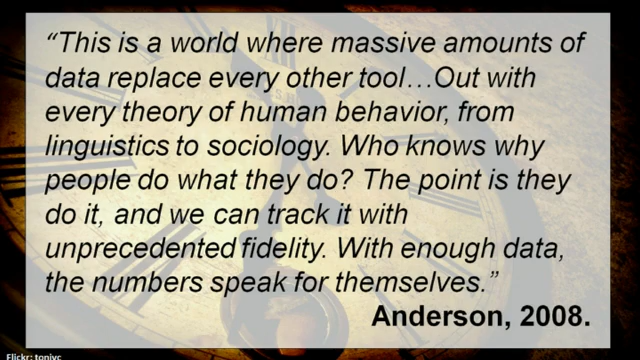 “This is a world where massive amounts of
data replace every other tool…Out with
every theory of human behavior, from
linguistics to sociology. Who knows why
people do what they do? The point is they
do it, and we can track it with
unprecedented fidelity. With enough data,
the numbers speak for themselves.”
Anderson, 2008.
Flickr: tonivc